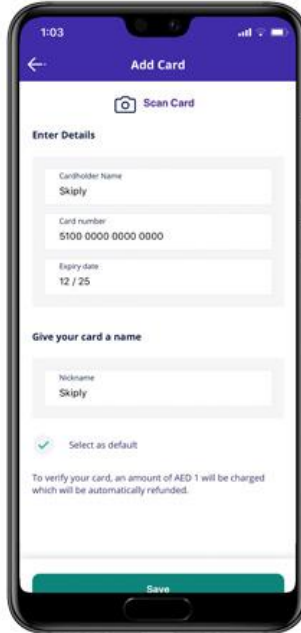 1:03
Add Card
Scan Card
Enter Details
Cardholder Name
Skiply
Card number
5100 0000 0000 0000
Expiry date
12 / 25
Give your card a name
Nickname
Skiply
Select as default
To verify your card, an amount of AED 1 will be charged
which will be automatically refunded.
Save